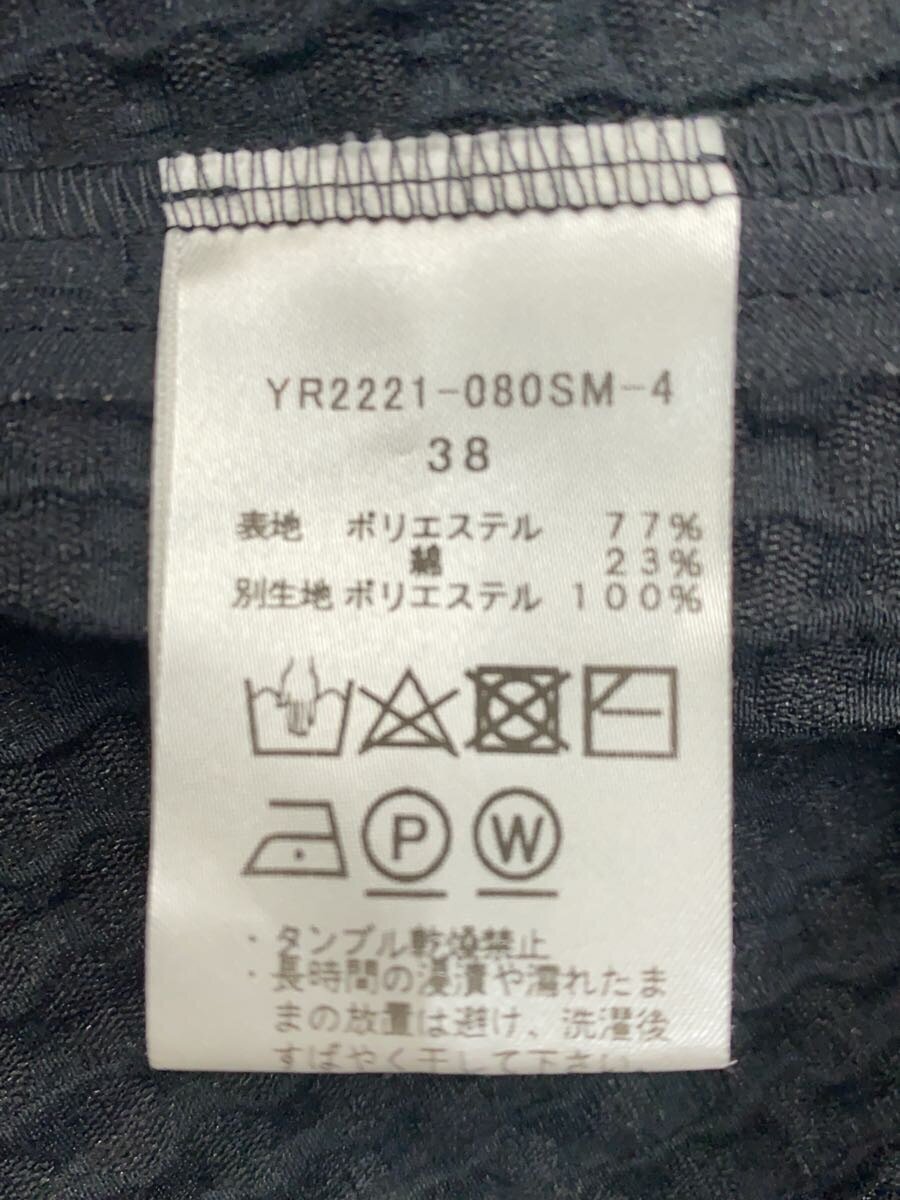 YR2221-080SM-4
38
表地 ポリエステル 77%
綿 23%
別生地 ポリエステル 100%
P W
・タンブル乾燥禁止
・長時間の浸漬や濡れたま
まの放置は避け、洗濯後
すばやく干して下さい。